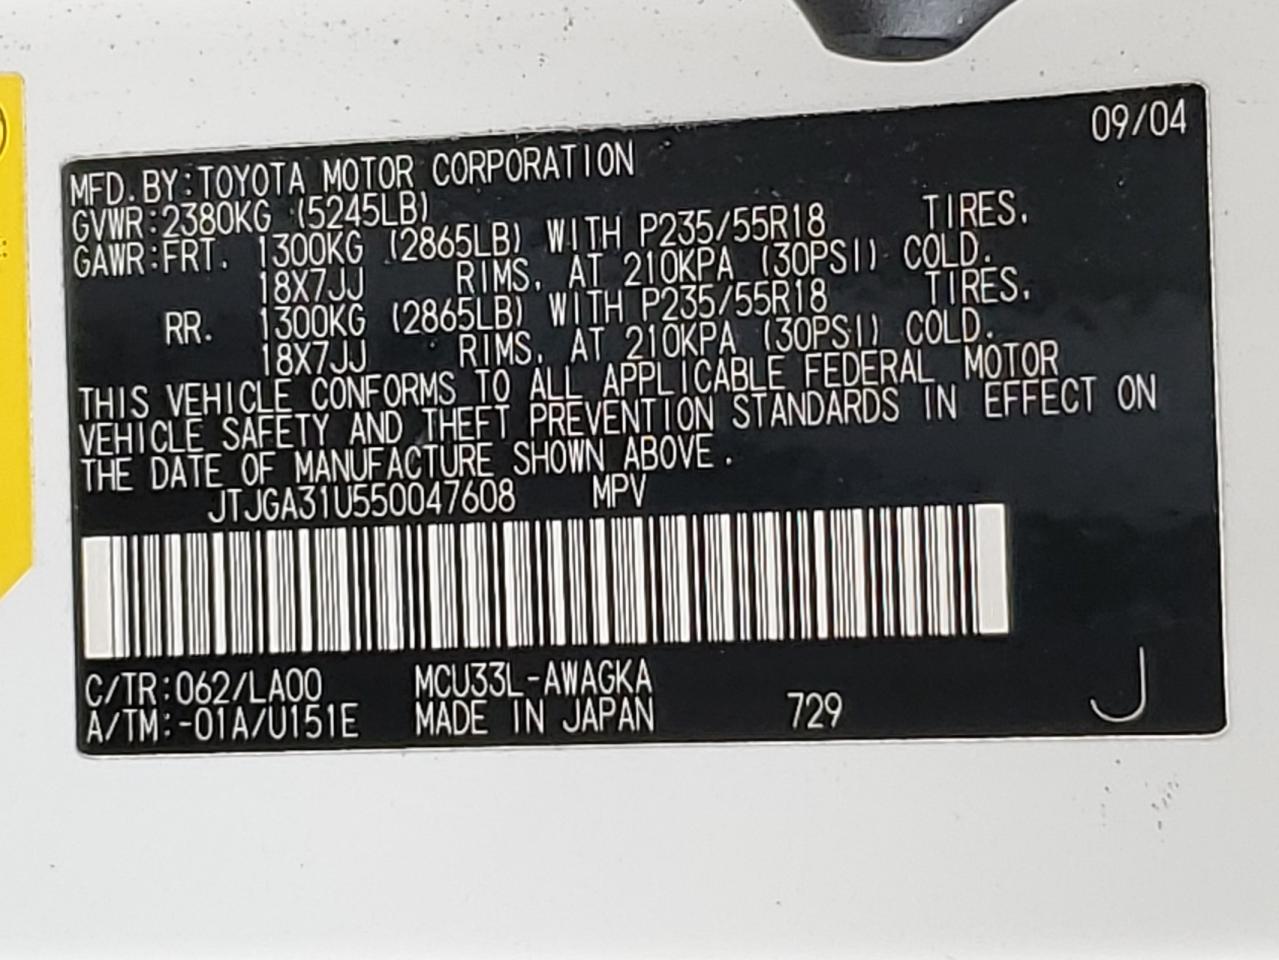 09/04
MFD.BY:TOYOTA MOTOR CORPORATION
GVWR:2380KG (5245LB)
GAWR:FRT. 1300KG (2865LB) WITH P235/55R18 TIRES.
18X7JJ RIMS, AT 210KPA (30PSI) COLD.
RR. 1300KG (2865LB) WITH P235/55R18 TIRES,
18X7JJ RIMS, AT 210KPA (30PSI) COLD.
THIS VEHICLE CONFORMS TO ALL APPLICABLE FEDERAL MOTOR
VEHICLE SAFETY AND THEFT PREVENTION STANDARDS IN EFFECT ON
THE DATE OF MANUFACTURE SHOWN ABOVE.
JTJGA31U550047608 MPV
C/TR:062/LA00 MCU33L-AWAGKA
A/TM:-01A/U151E MADE IN JAPAN 729 J